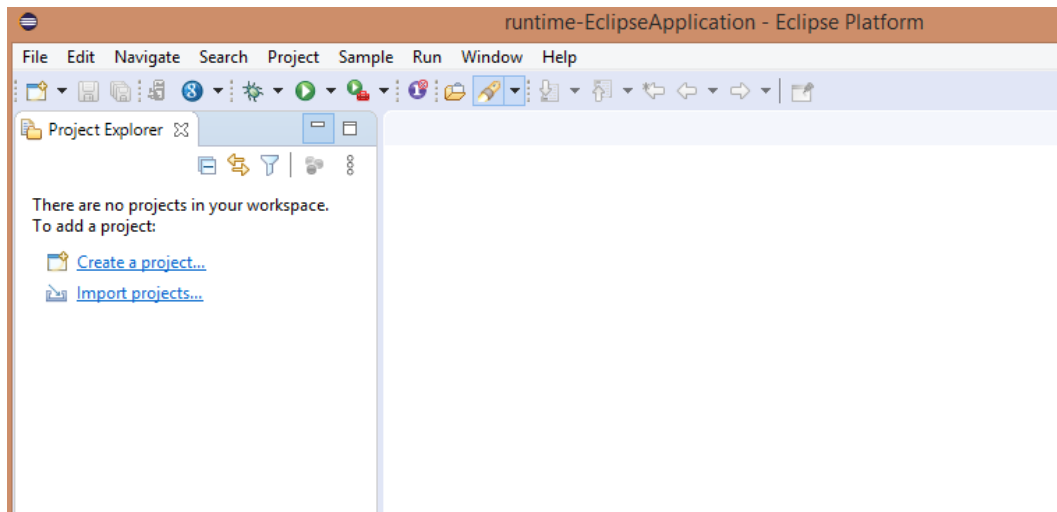 runtime-EclipseApplication - Eclipse Platform
File Edit Navigate Search Project Sample Run Window Help
8
Project Explorer
There are no projects in your workspace.
To add a project:
Create a project...
Import projects...